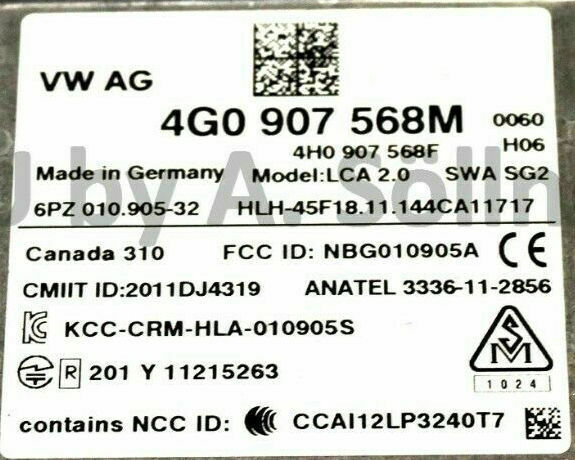 VW AG
4G0 907 568M 0060
4H0 907 568F H06
Made in Germany Model:LCA 2.0 SWA SG2
6PZ 010.905-32 HLH-45F18.11.144CA11717
Canada 310 FCC ID: NBG010905A CE
CMIIT ID:2011DJ4319 ANATEL 3336-11-2856
KCC-CRM-HLA-010905S
R 201 Y 11215263
S
M
1024
contains NCC ID: CCAI12LP3240T7
J by A. Sölln